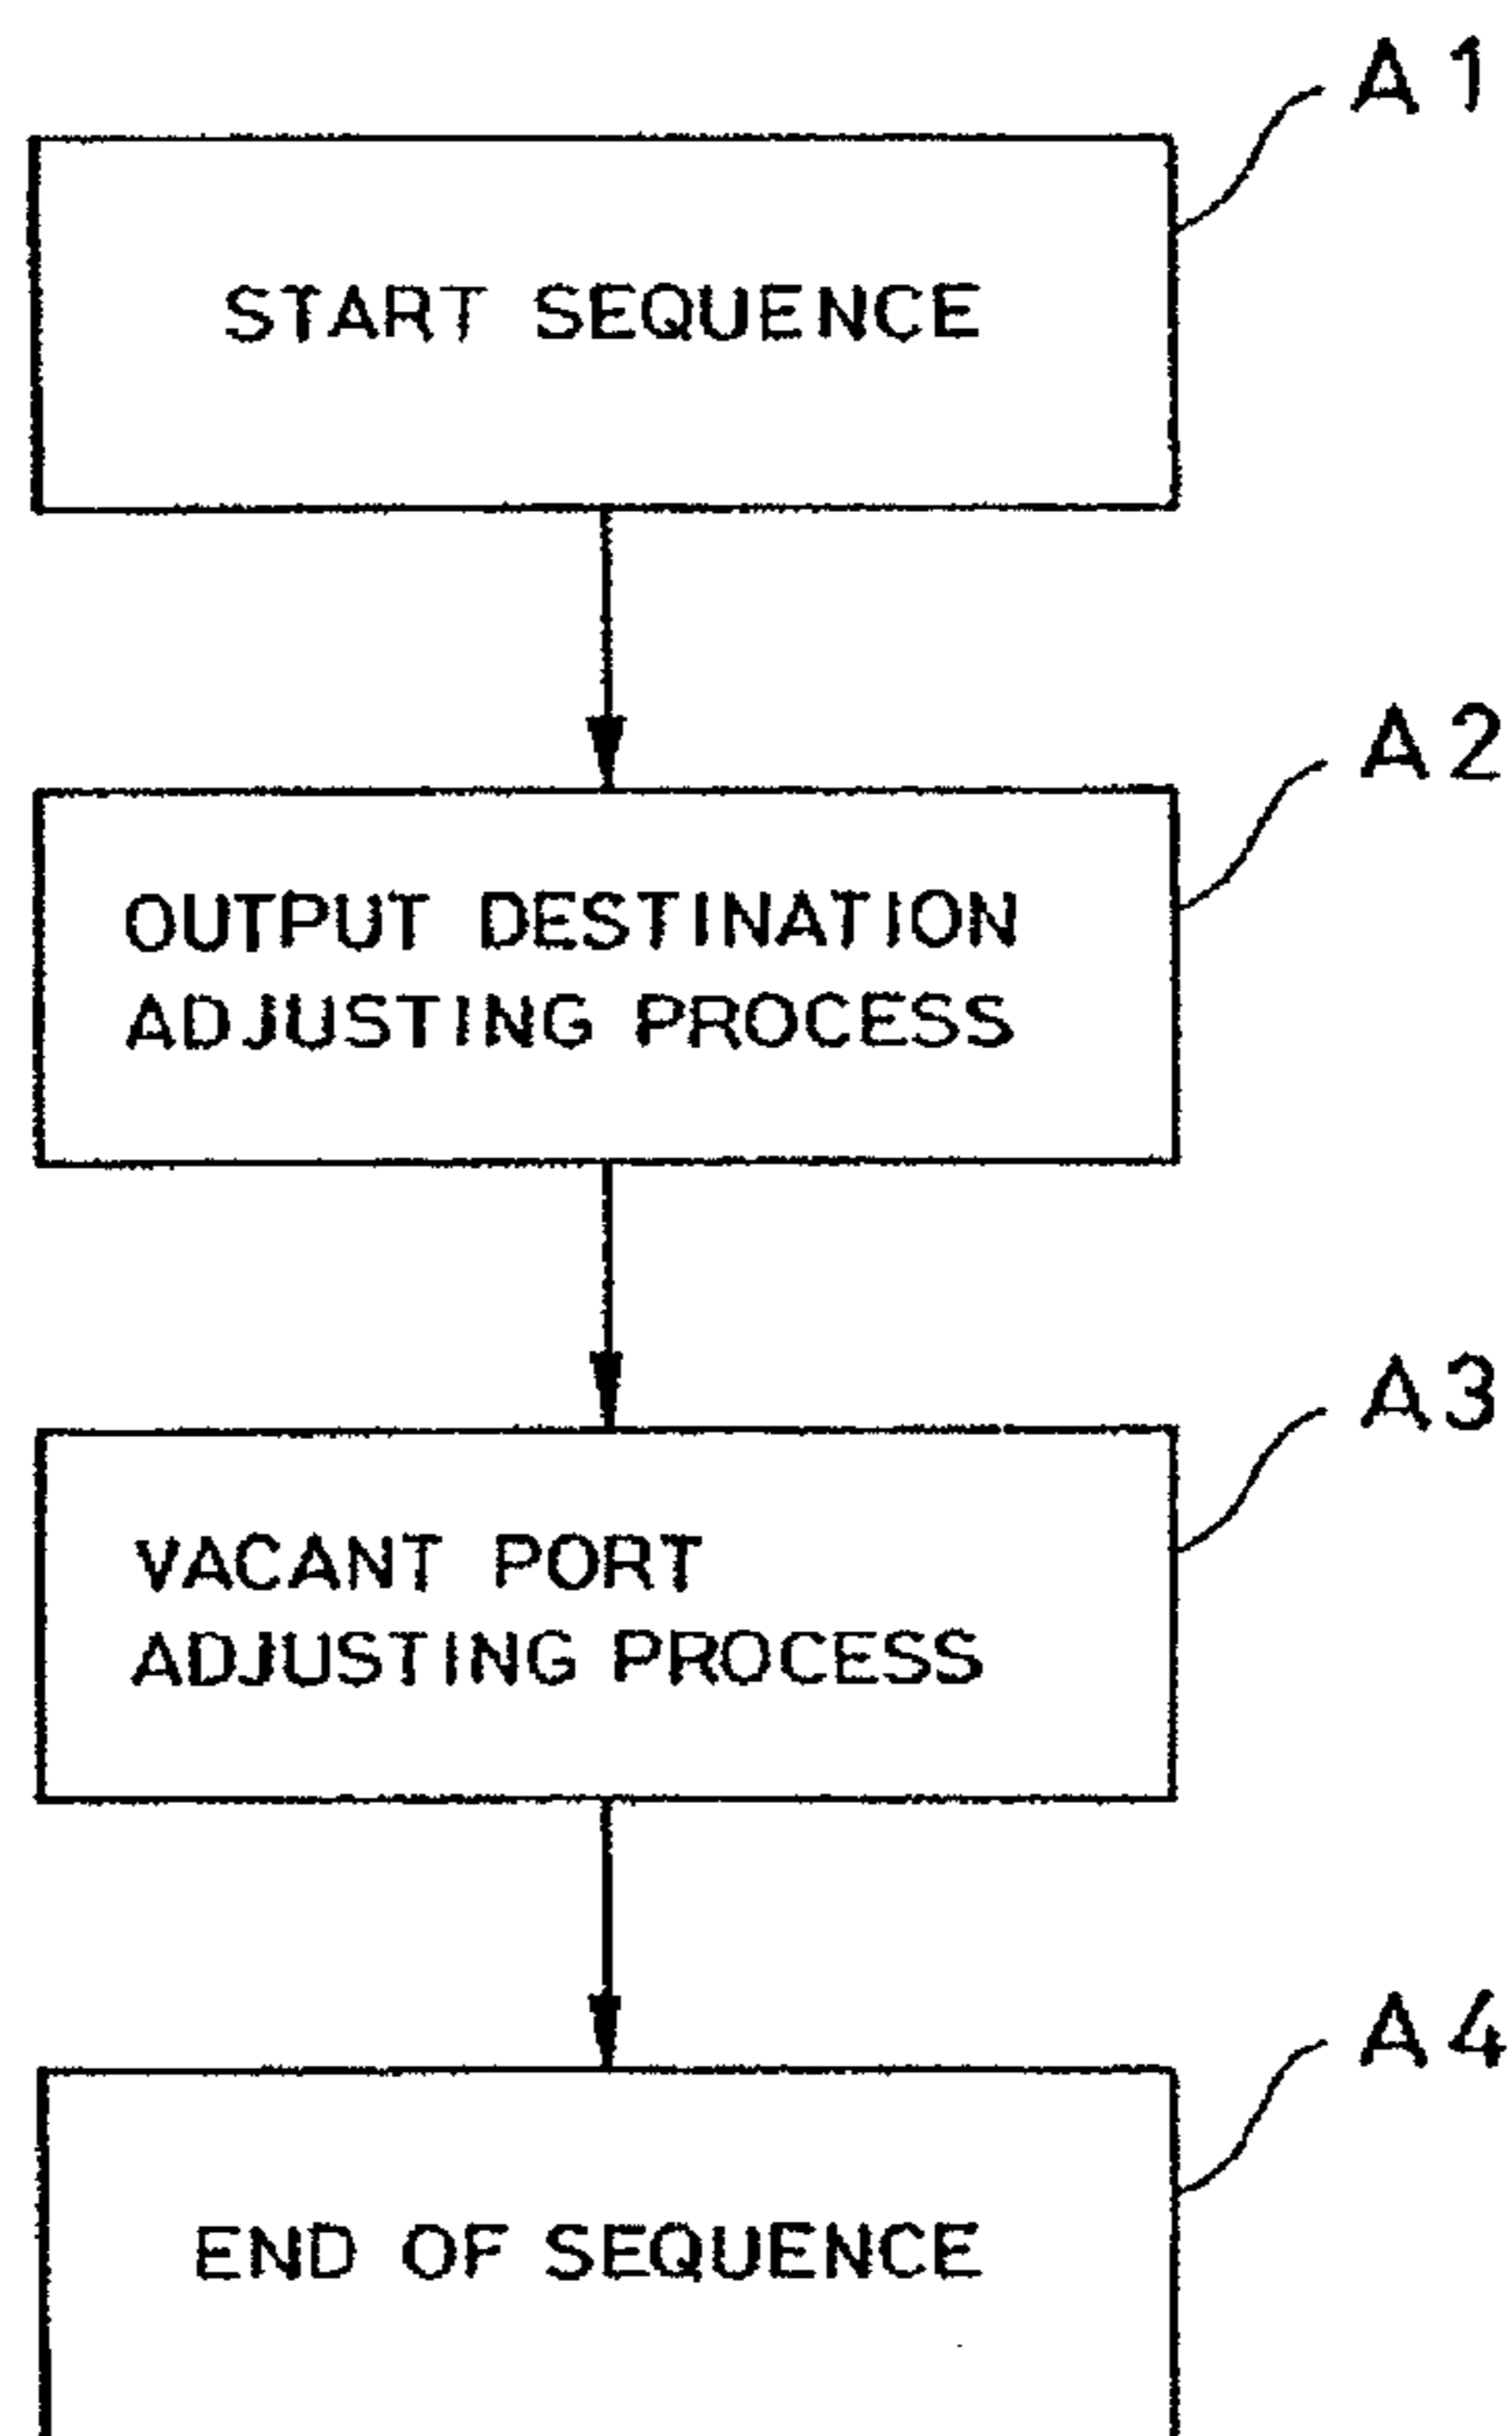 A1
START SEQUENCE
A2
OUTPUT DESTINATION
ADJUSTING PROCESS
A3
VACANT PORT
ADJUSTING PROCESS
A4
END OF SEQUENCE